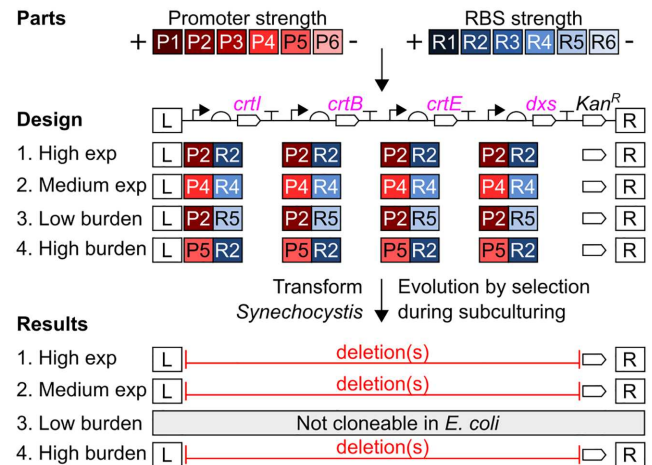 Parts
Promoter strength
RBS strength
+ P1 P2 P3 P4 P5 P6 -
+ R1 R2 R3 R4 R5 R6 -
crtI crtB crtE dxs Kan^R
Design L R
1. High exp L P2 R2 P2 R2 P2 R2 P2 R2 R
2. Medium exp L P4 R4 P4 R4 P4 R4 P4 R4 R
3. Low burden L P2 R5 P2 R5 P2 R5 P2 R5 R
4. High burden L P5 R2 P5 R2 P5 R2 P5 R2 R
Transform
Synechocystis
Evolution by selection
during subculturing
Results
1. High exp L deletion(s) R
2. Medium exp L deletion(s) R
3. Low burden Not cloneable in E. coli
4. High burden L deletion(s) R